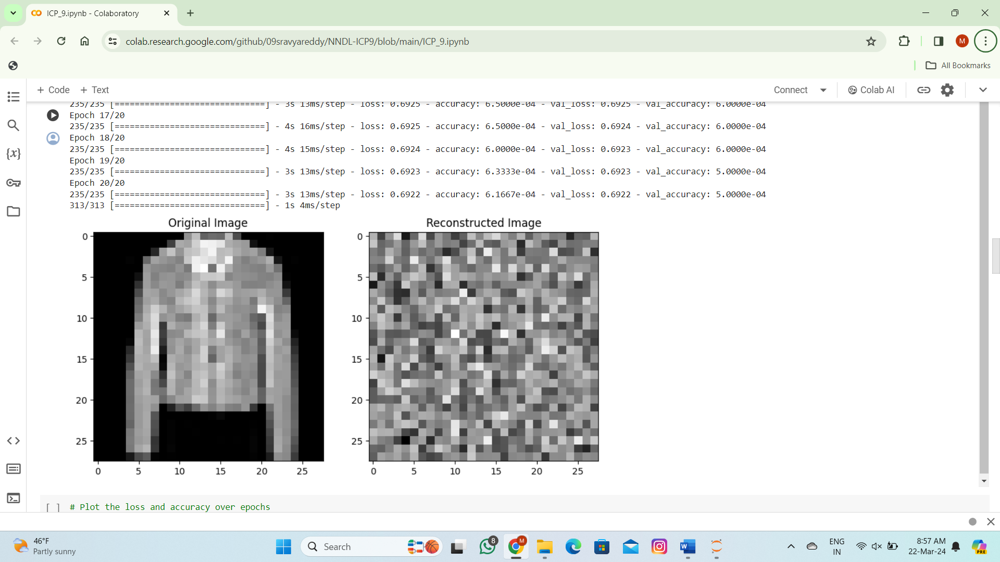 ICP_9.ipynb - Colaboratory
colab.research.google.com/github/09sravyareddy/NNDL-ICP9/blob/main/ICP_9.ipynb
M
All Bookmarks
+ Code + Text
Connect
Colab AI
235/235 [==============================] - 3s 13ms/step - loss: 0.6925 - accuracy: 6.5000e-04 - val_loss: 0.6925 - val_accuracy: 6.0000e-04
Epoch 17/20
235/235 [==============================] - 4s 16ms/step - loss: 0.6925 - accuracy: 6.5000e-04 - val_loss: 0.6924 - val_accuracy: 6.0000e-04
Epoch 18/20
235/235 [==============================] - 4s 15ms/step - loss: 0.6924 - accuracy: 6.0000e-04 - val_loss: 0.6923 - val_accuracy: 6.0000e-04
Epoch 19/20
235/235 [==============================] - 3s 13ms/step - loss: 0.6923 - accuracy: 6.3333e-04 - val_loss: 0.6923 - val_accuracy: 5.0000e-04
Epoch 20/20
235/235 [==============================] - 3s 13ms/step - loss: 0.6922 - accuracy: 6.1667e-04 - val_loss: 0.6922 - val_accuracy: 5.0000e-04
313/313 [==============================] - 1s 4ms/step
{x}
Original Image
0
5
10
15
20
25
0 5 10 15 20 25
Reconstructed Image
0
5
10
15
20
25
0 5 10 15 20 25
[ ] # Plot the loss and accuracy over epochs
46°F
Partly sunny
Search
8
M
W
ENG
IN
8:57 AM
22-Mar-24
PRE